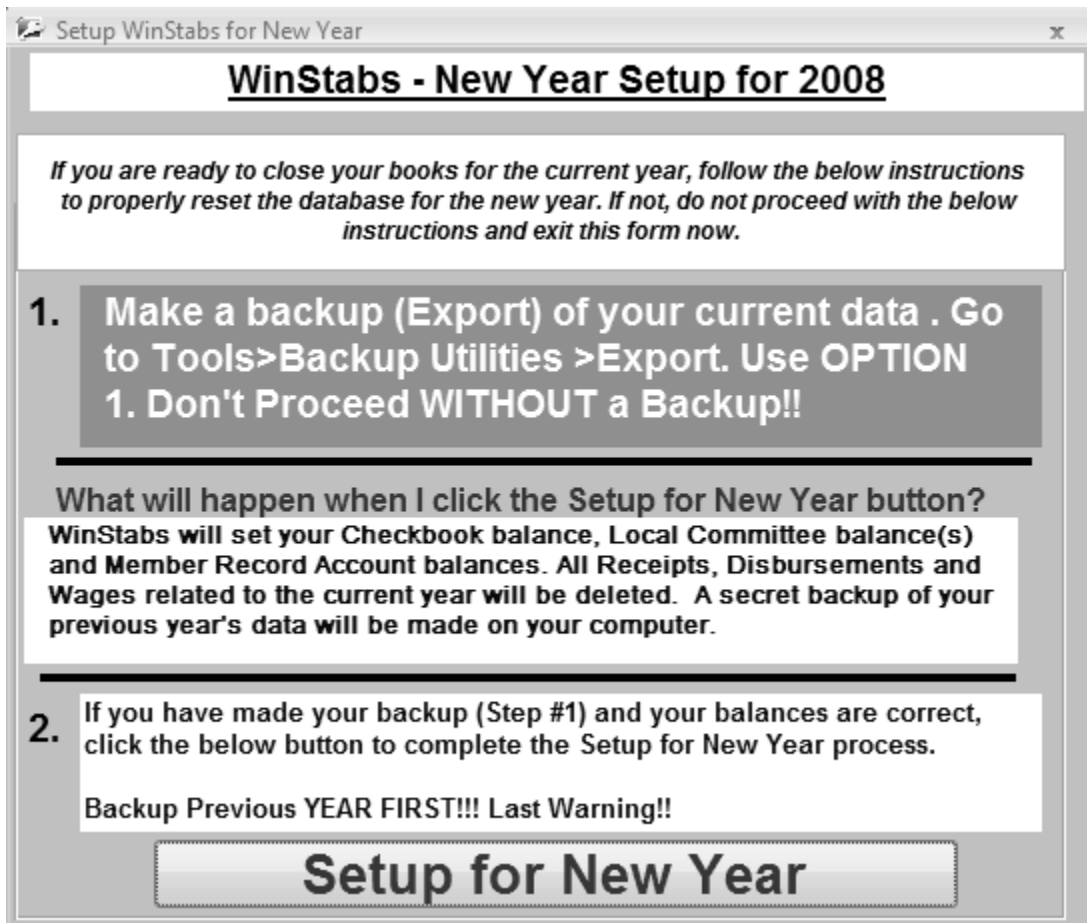 Setup WinStabs for New Year
x
WinStabs - New Year Setup for 2008
If you are ready to close your books for the current year, follow the below instructions
to properly reset the database for the new year. If not, do not proceed with the below
instructions and exit this form now.
1. Make a backup (Export) of your current data . Go
to Tools>Backup Utilities >Export. Use OPTION
1. Don't Proceed WITHOUT a Backup!!
What will happen when I click the Setup for New Year button?
WinStabs will set your Checkbook balance, Local Committee balance(s)
and Member Record Account balances. All Receipts, Disbursements and
Wages related to the current year will be deleted.  A secret backup of your
previous year's data will be made on your computer.
2. If you have made your backup (Step #1) and your balances are correct,
click the below button to complete the Setup for New Year process.
Backup Previous YEAR FIRST!!! Last Warning!!
Setup for New Year